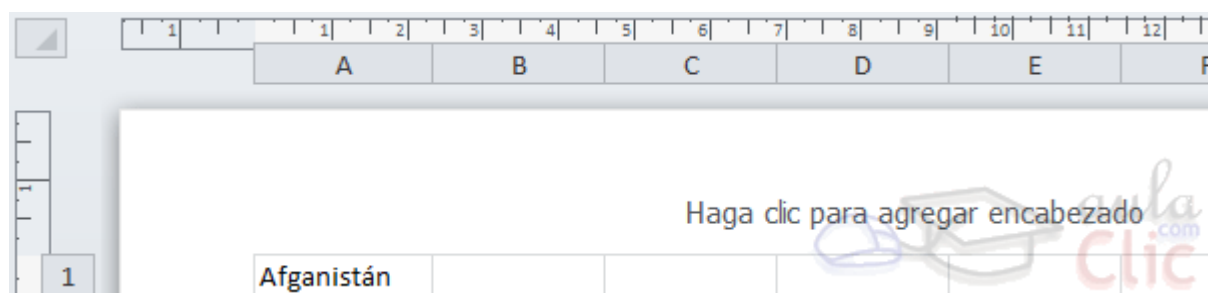 1 1 2 3 4 5 6 7 8 9 10 11 12
A B C D E F
1
Haga clic para agregar encabezado
aula
.com
Clic
1 Afganistán